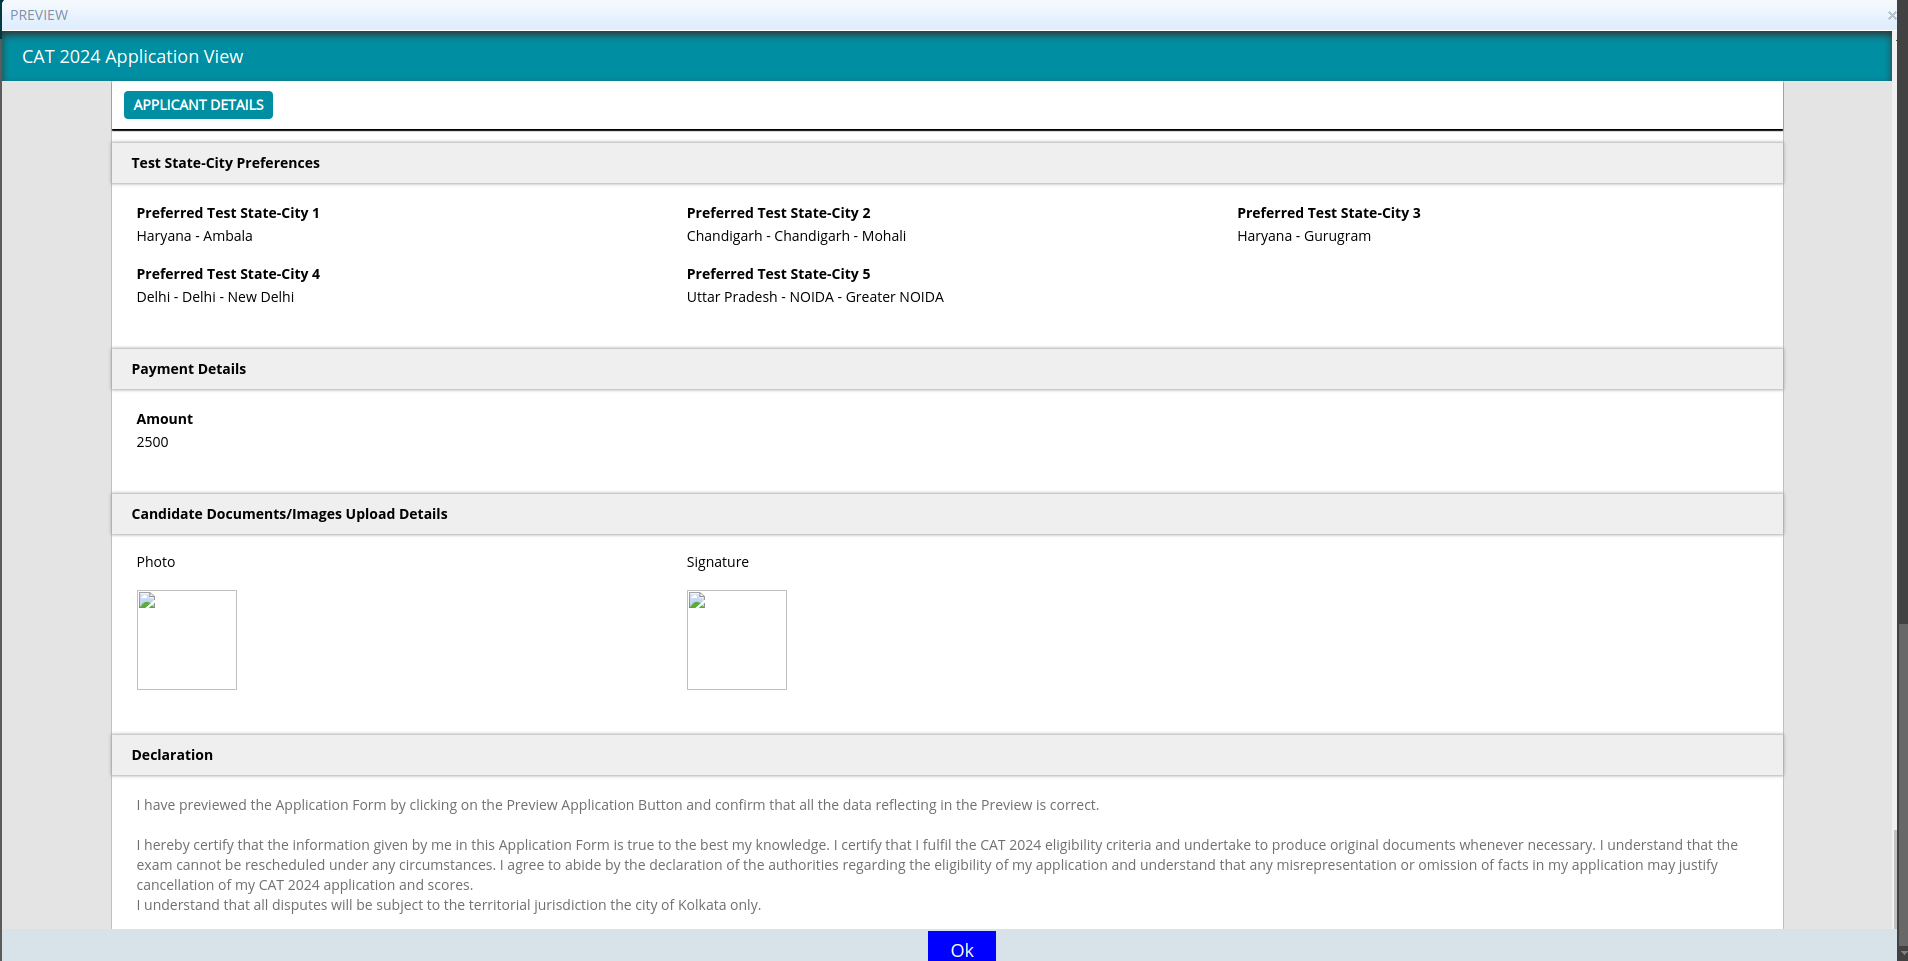 PREVIEW
×
CAT 2024 Application View
APPLICANT DETAILS
Test State-City Preferences
Preferred Test State-City 1
Haryana - Ambala
Preferred Test State-City 2
Chandigarh - Chandigarh - Mohali
Preferred Test State-City 3
Haryana - Gurugram
Preferred Test State-City 4
Delhi - Delhi - New Delhi
Preferred Test State-City 5
Uttar Pradesh - NOIDA - Greater NOIDA
Payment Details
Amount
2500
Candidate Documents/Images Upload Details
Photo
Signature
Declaration
I have previewed the Application Form by clicking on the Preview Application Button and confirm that all the data reflecting in the Preview is correct.
I hereby certify that the information given by me in this Application Form is true to the best my knowledge. I certify that I fulfil the CAT 2024 eligibility criteria and undertake to produce original documents whenever necessary. I understand that the
exam cannot be rescheduled under any circumstances. I agree to abide by the declaration of the authorities regarding the eligibility of my application and understand that any misrepresentation or omission of facts in my application may justify
cancellation of my CAT 2024 application and scores.
I understand that all disputes will be subject to the territorial jurisdiction the city of Kolkata only.
Ok